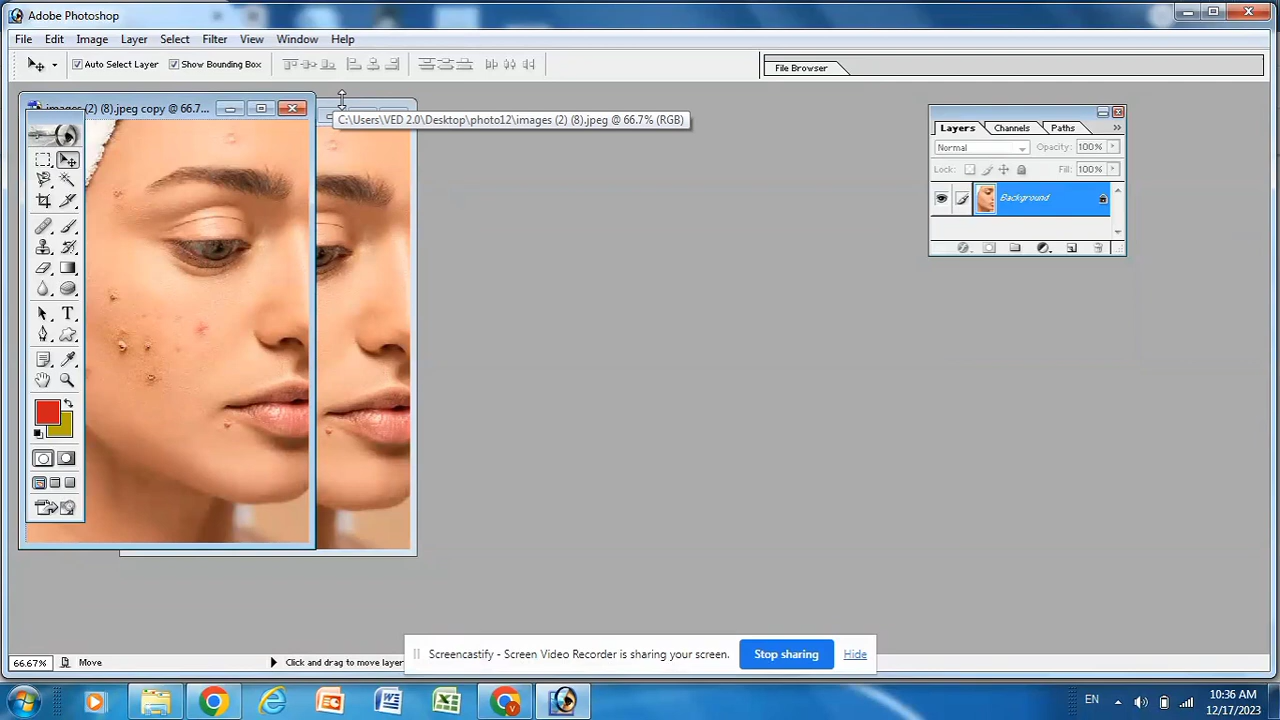 Adobe Photoshop
File Edit Image Layer Select Filter View Window Help
Auto Select Layer Show Bounding Box File Browser
images (2) (8).jpeg copy @ 66.7...
C:\Users\VED 2.0\Desktop\photo12\images (2) (8).jpeg @ 66.7% (RGB)
Layers Channels Paths
Normal Opacity: 100%
Lock: Fill: 100%
Background
T
66.67% Move Click and drag to move layer
Screencastify - Screen Video Recorder is sharing your screen. Stop sharing Hide
EN 10:36 AM
12/17/2023